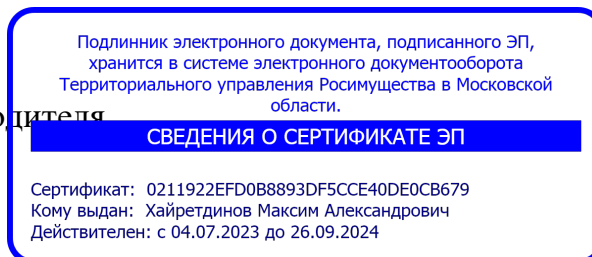 Подлинник электронного документа, подписанного ЭП,
хранится в системе электронного документооборота
Территориального управления Росимущества в Московской
области.
СВЕДЕНИЯ О СЕРТИФИКАТЕ ЭП
Сертификат: 0211922EFD0B8893DF5CCE40DE0CB679
Кому выдан: Хайретдинов Максим Александрович
Действителен: с 04.07.2023 до 26.09.2024